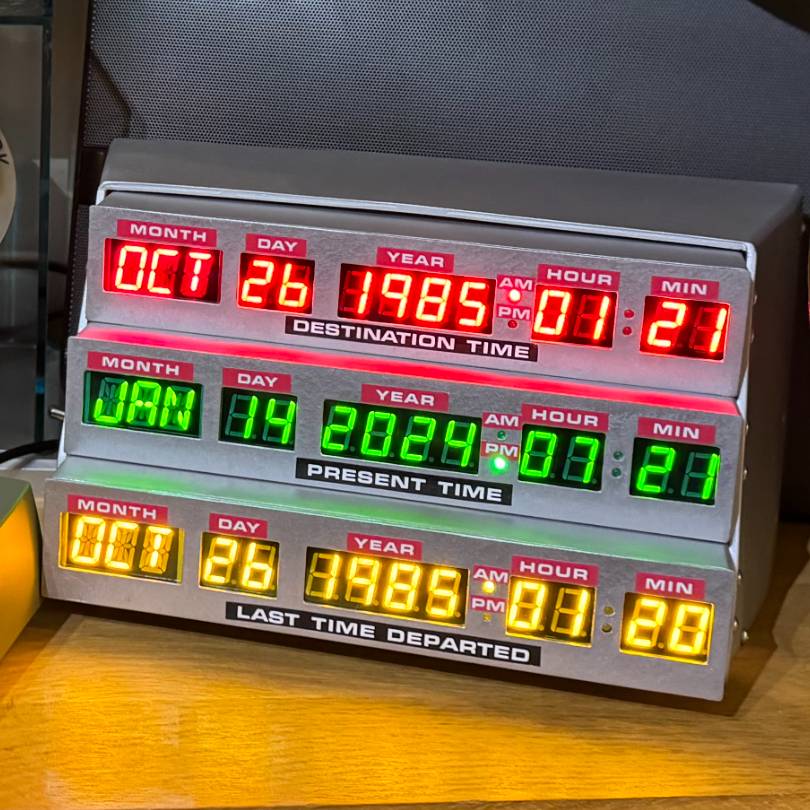 MONTH DAY YEAR HOUR MIN
OCT 26 1985 AM PM 01 21
DESTINATION TIME
MONTH DAY YEAR HOUR MIN
JAN 14 2024 AM PM 07 21
PRESENT TIME
MONTH DAY YEAR HOUR MIN
OCT 26 1985 AM PM 01 20
LAST TIME DEPARTED